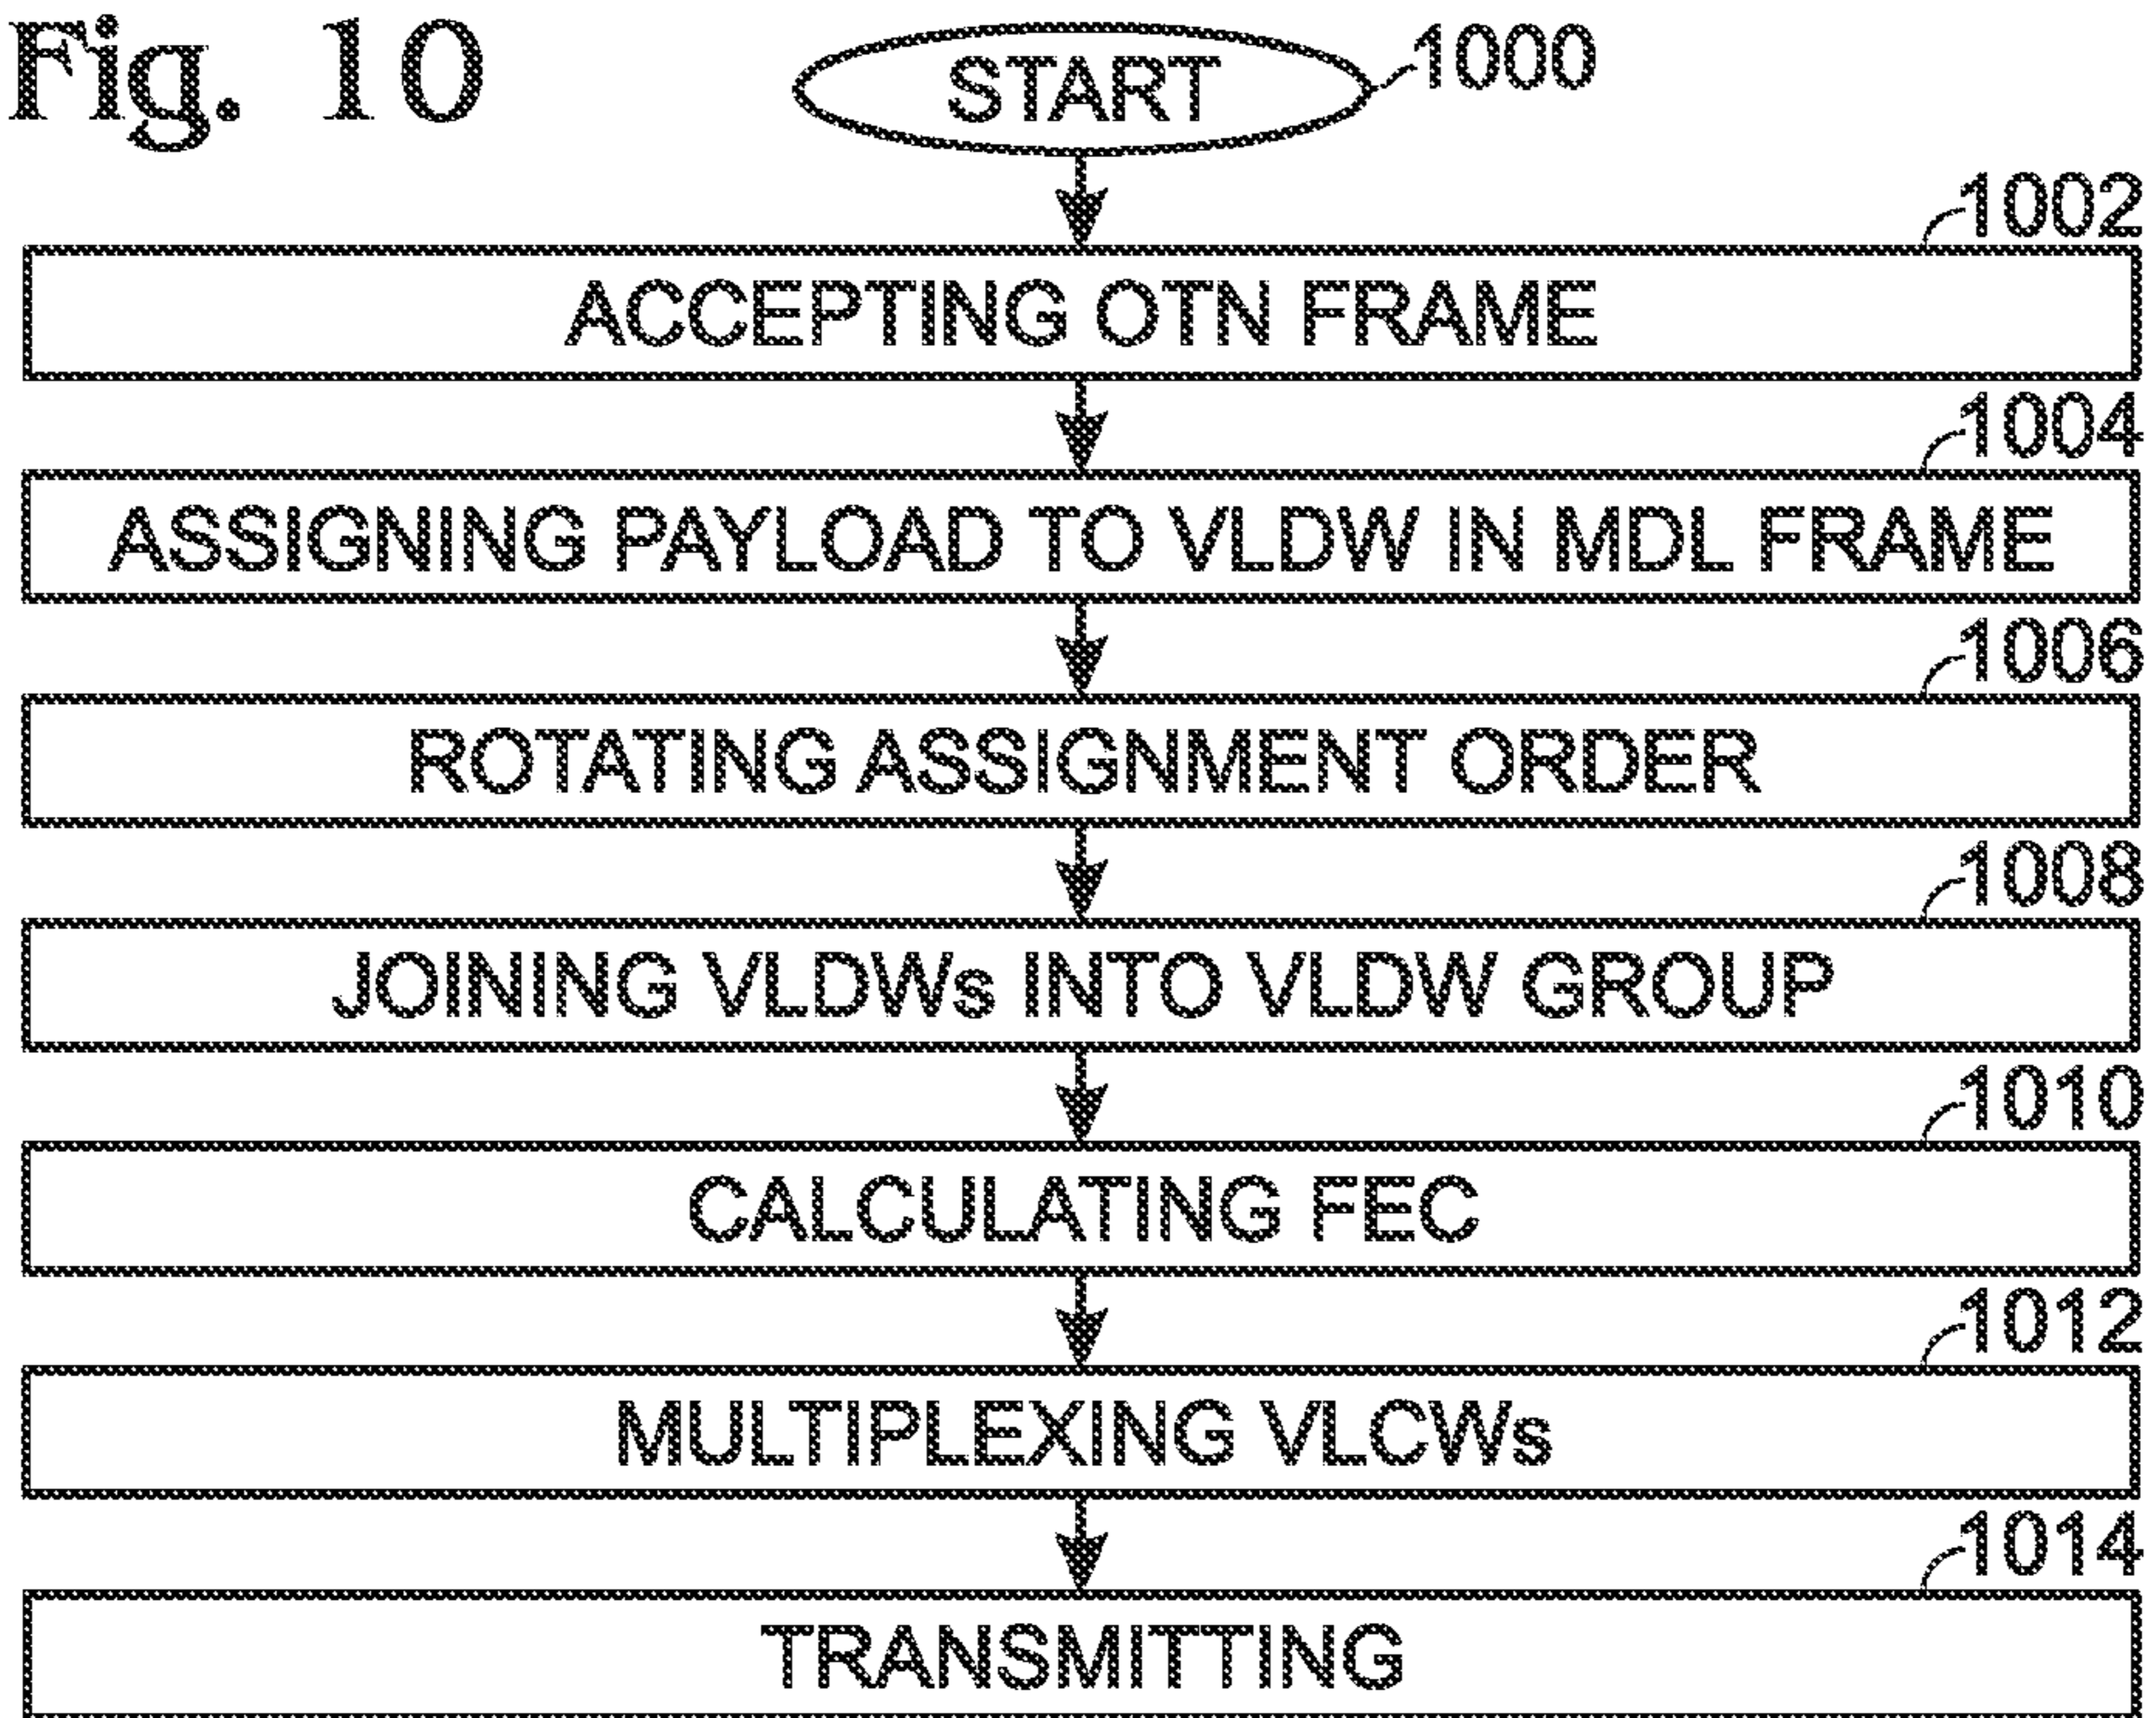 Fig. 10
START
1000
1002
ACCEPTING OTN FRAME
1004
ASSIGNING PAYLOAD TO VLDW IN MDL FRAME
1006
ROTATING ASSIGNMENT ORDER
1008
JOINING VLDWs INTO VLDW GROUP
1010
CALCULATING FEC
1012
MULTIPLEXING VLCWs
1014
TRANSMITTING